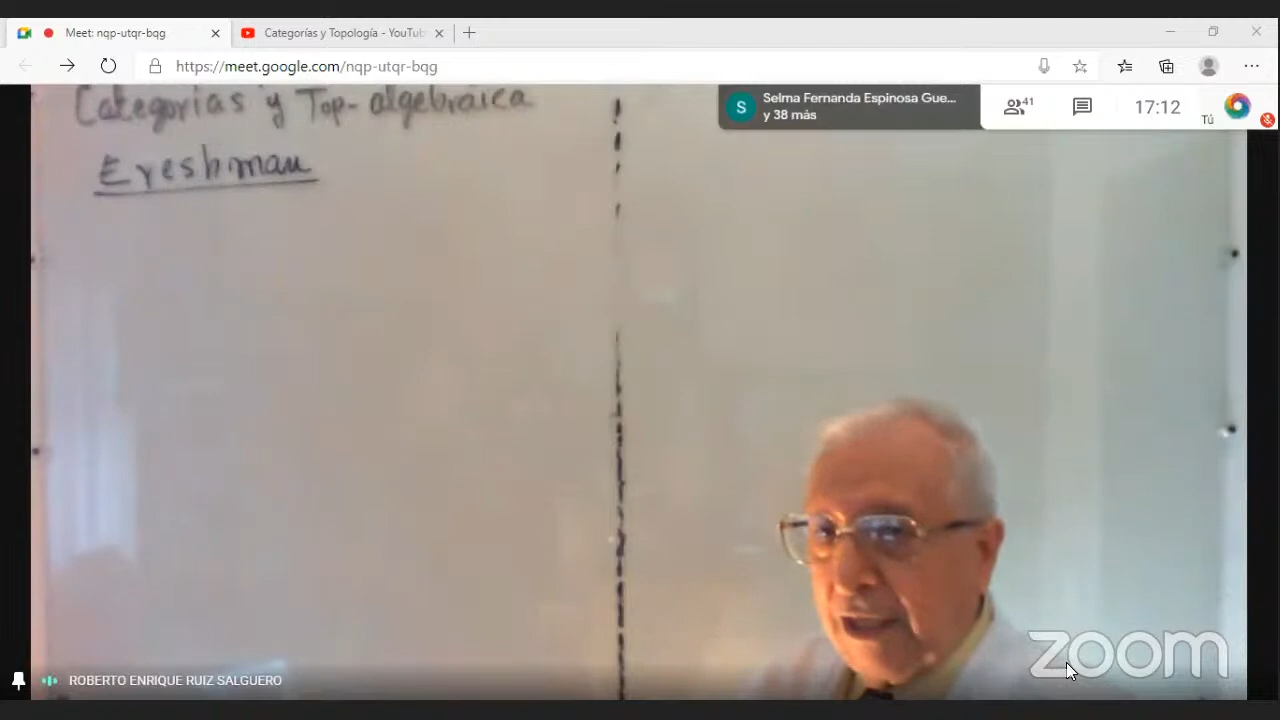 Meet: nqp-utqr-bqg
Categorías y Topología - YouTub
https://meet.google.com/nqp-utqr-bqg
Categorías y Top-algebraica
Ereshman
Selma Fernanda Espinosa Gue...
y 38 más
41
17:12
Tú
S
ROBERTO ENRIQUE RUIZ SALGUERO
zoom